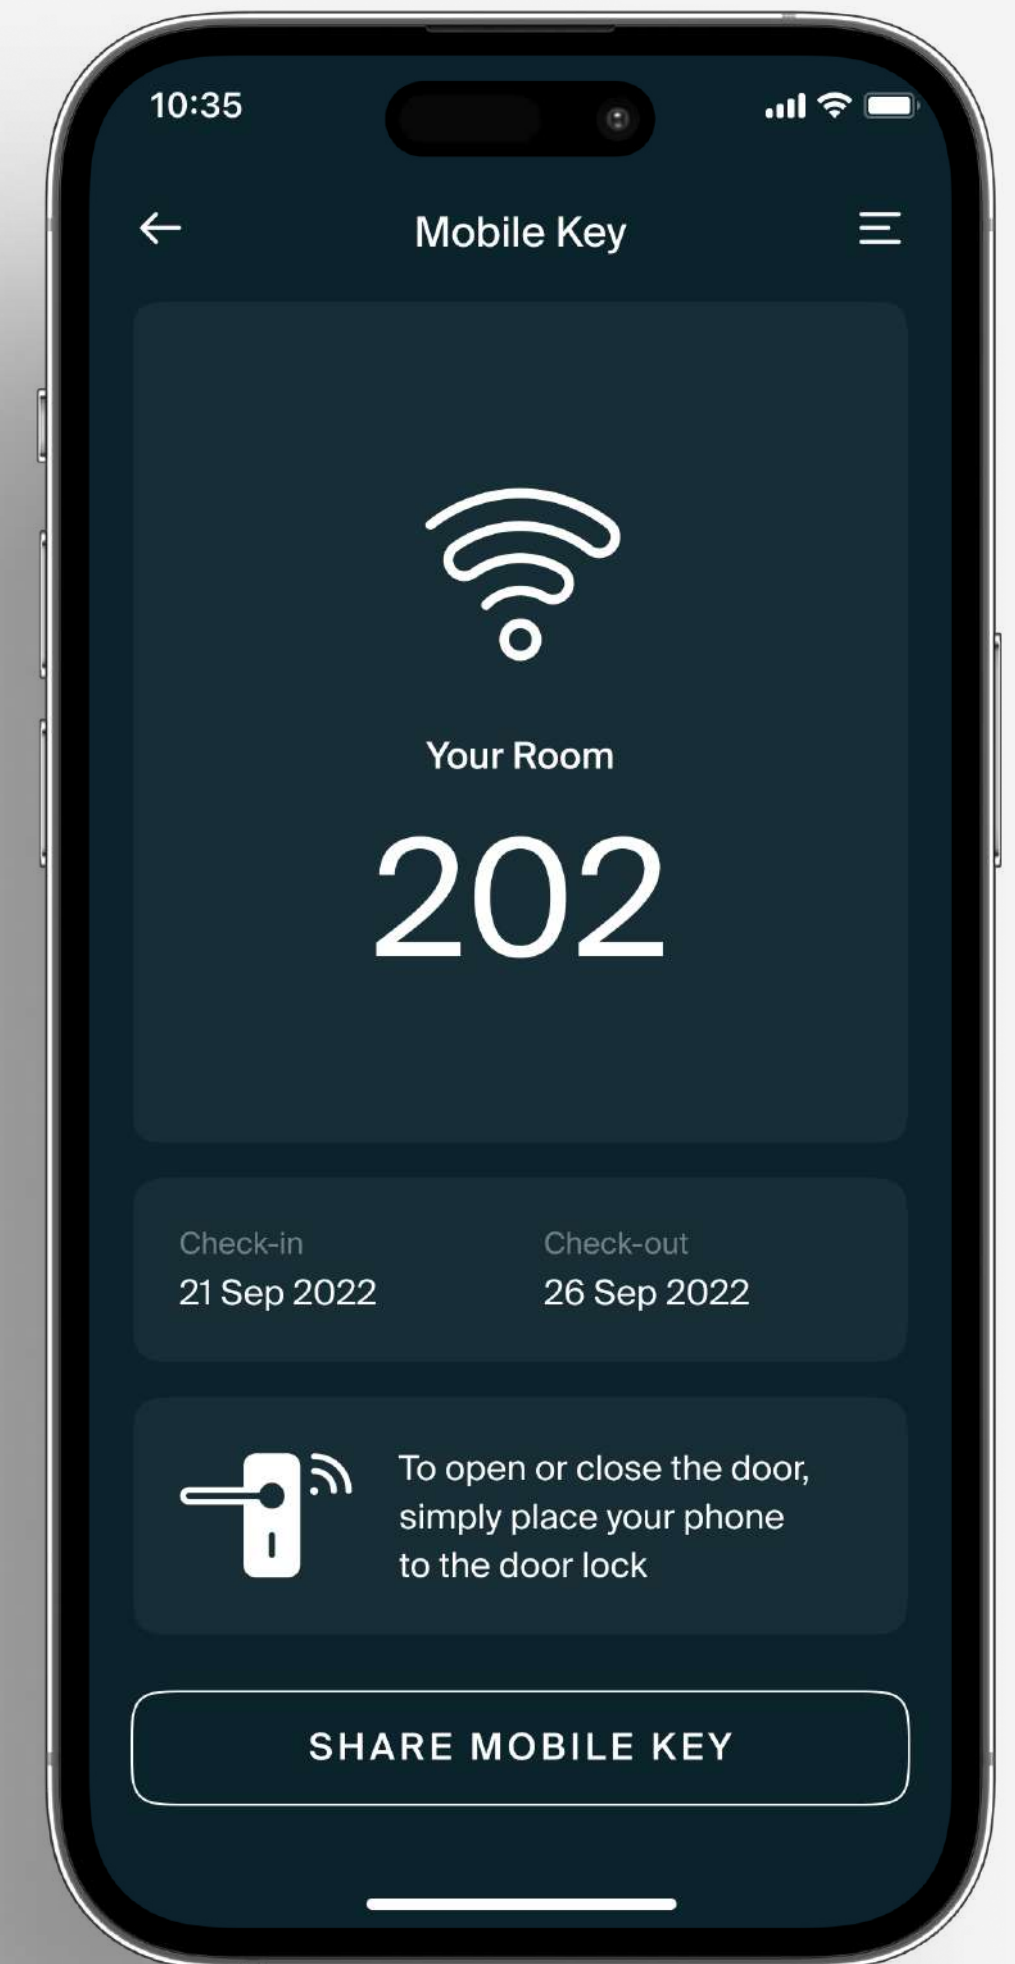 10:35
Mobile Key
Your Room
202
Check-in
Check-out
21 Sep 2022
26 Sep 2022
To open or close the door,
simply place your phone
to the door lock
SHARE MOBILE KEY